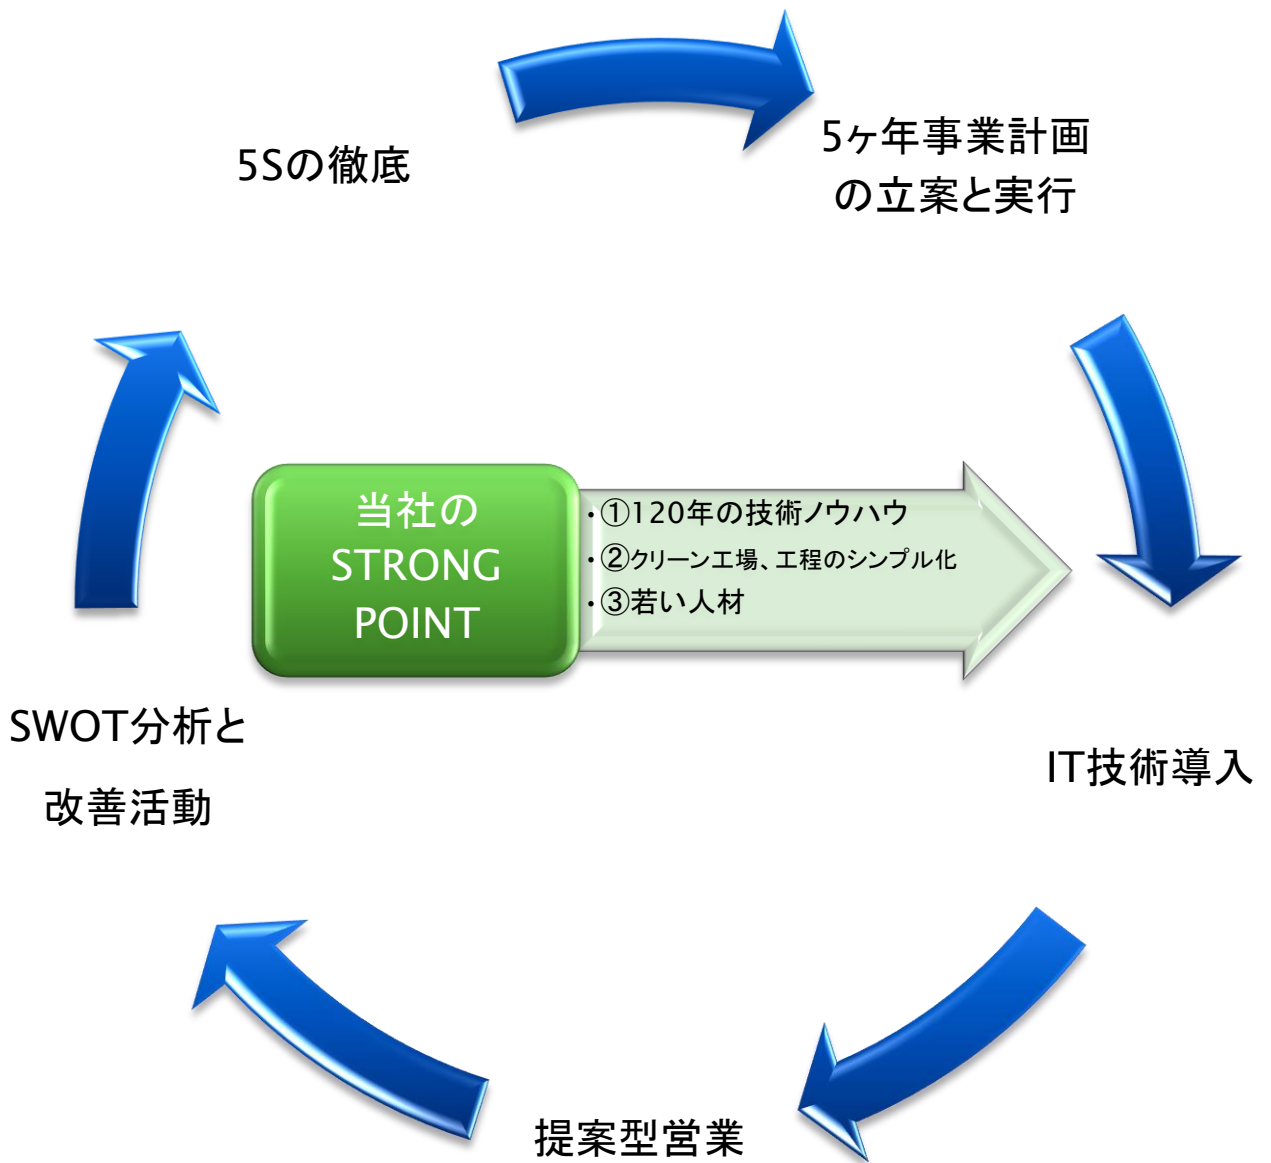 5Sの徹底
5ヶ年事業計画
の立案と実行
当社の
STRONG
POINT
・①120年の技術ノウハウ
・②クリーン工場、工程のシンプル化
・③若い人材
SWOT分析と
改善活動
IT技術導入
提案型営業